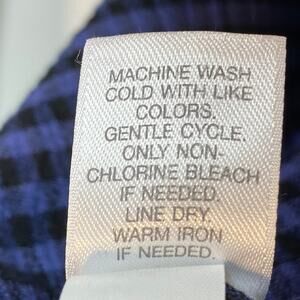 MACHINE WASH
COLD WITH LIKE
COLORS.
GENTLE CYCLE.
ONLY NON-
CHLORINE BLEACH
IF NEEDED.
LINE DRY.
WARM IRON
IF NEEDED.